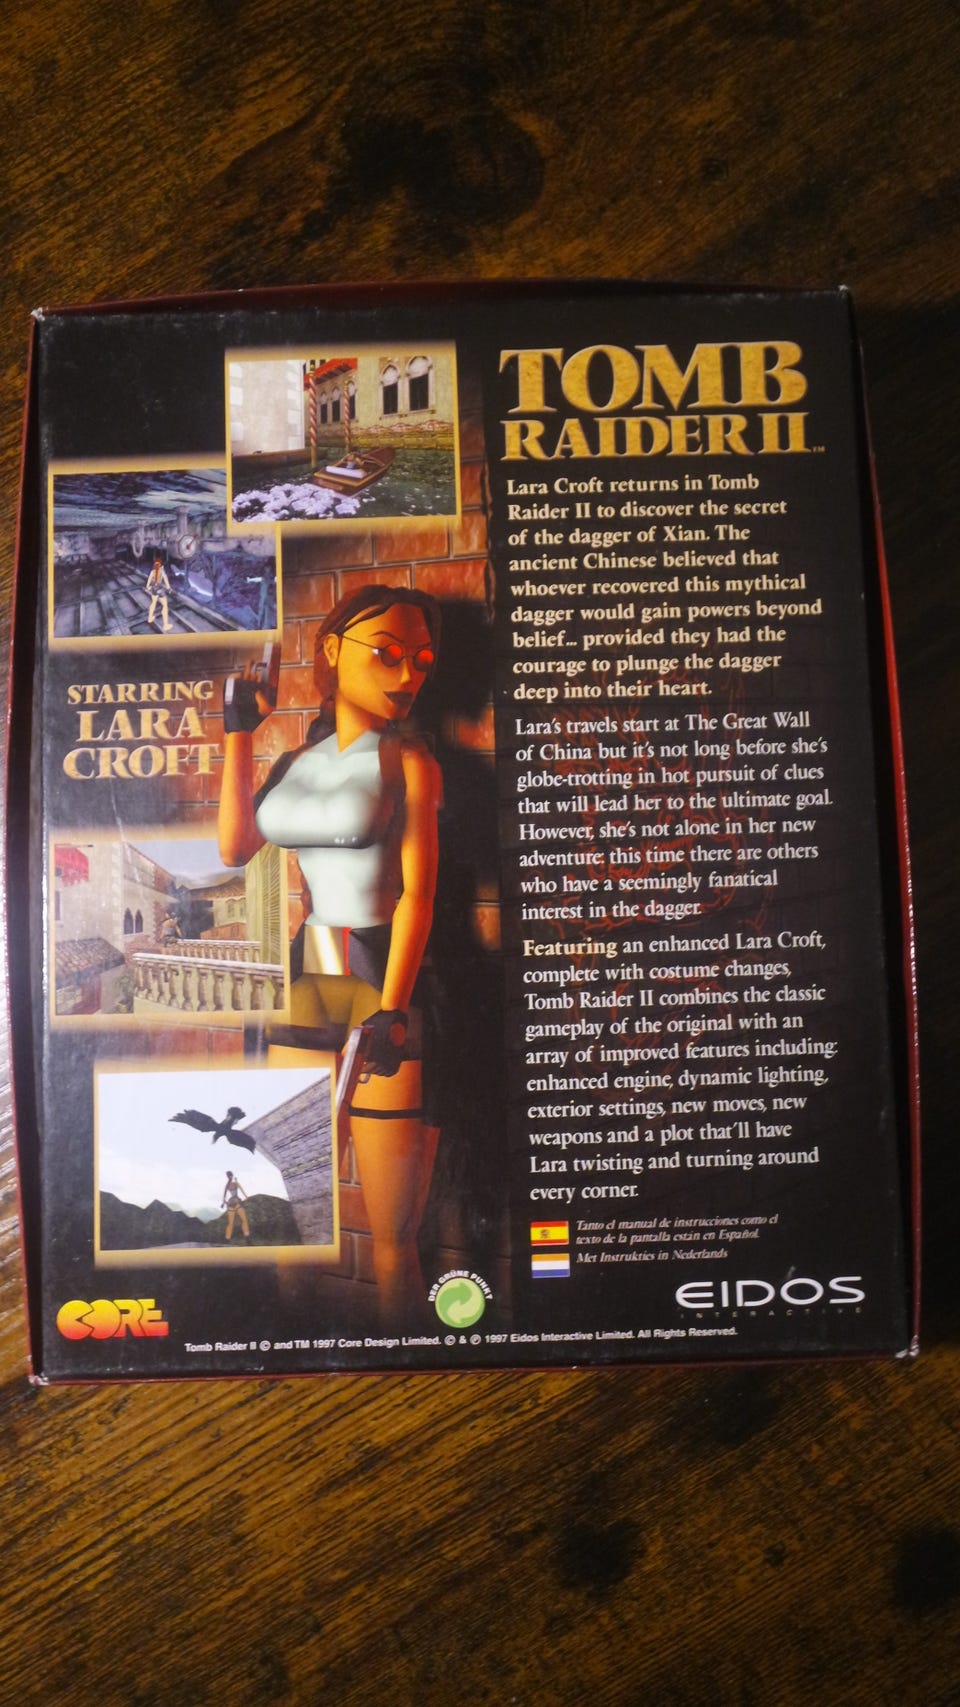 TOMB
RAIDER II™
Lara Croft returns in Tomb
Raider II to discover the secret
of the dagger of Xian. The
ancient Chinese believed that
whoever recovered this mythical
dagger would gain powers beyond
belief... provided they had the
courage to plunge the dagger
deep into their heart.
STARRING
LARA
CROFT
Lara's travels start at The Great Wall
of China but it's not long before she's
globe-trotting in hot pursuit of clues
that will lead her to the ultimate goal.
However, she's not alone in her new
adventure; this time there are others
who have a seemingly fanatical
interest in the dagger.
Featuring an enhanced Lara Croft,
complete with costume changes,
Tomb Raider II combines the classic
gameplay of the original with an
array of improved features including:
enhanced engine, dynamic lighting,
exterior settings, new moves, new
weapons and a plot that'll have
Lara twisting and turning around
every corner.
Tanto el manual de instrucciones como el
texto de la pantalla están en Español.
Met Instrukties in Nederlands
DER GRÜNE PUNKT
EIDOS
INTERACTIVE
CORE
Tomb Raider II © and TM 1997 Core Design Limited. © & ℗ 1997 Eidos Interactive Limited. All Rights Reserved.